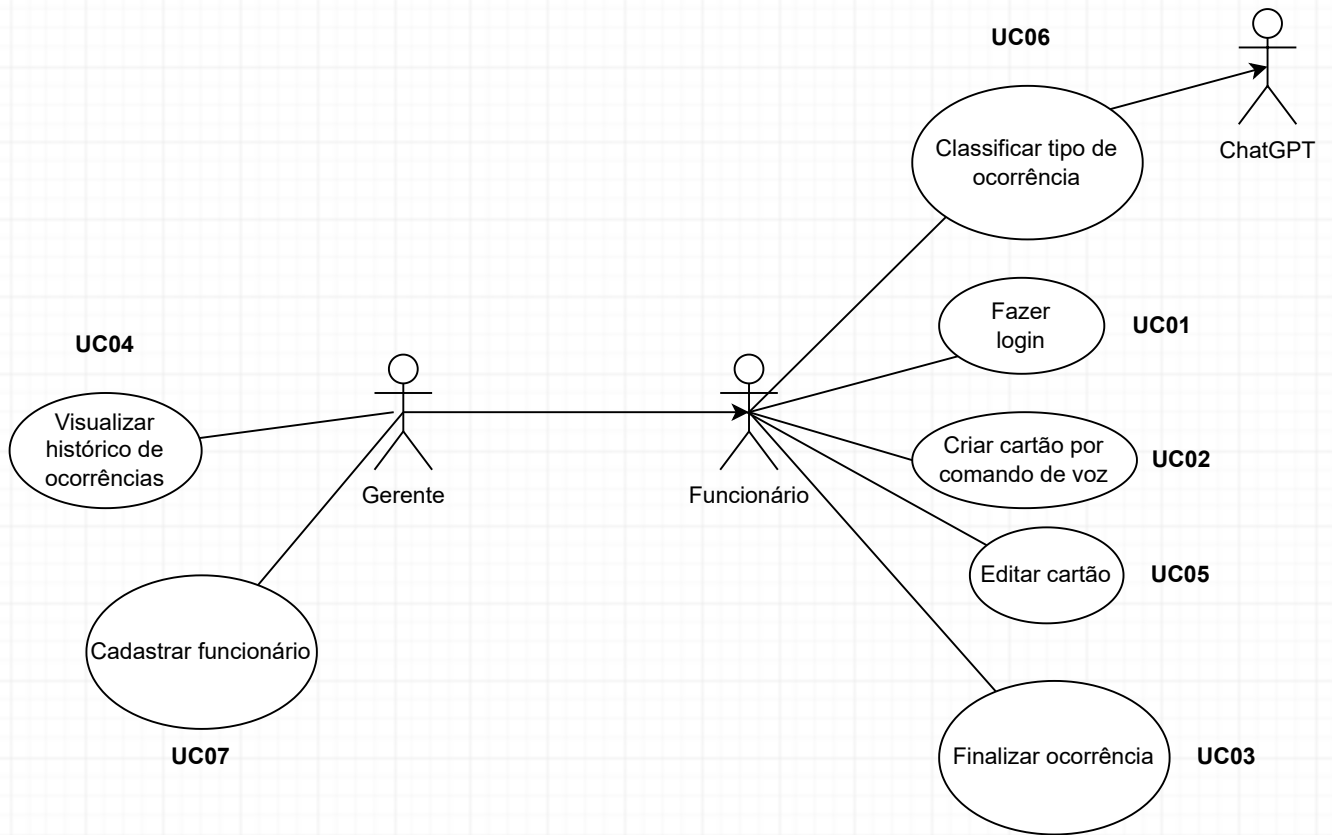 UC06
ChatGPT
Classificar tipo de
ocorrência
Fazer
login
UC01
UC04
Visualizar
histórico de
ocorrências
Gerente
Funcionário
Criar cartão por
comando de voz
UC02
Editar cartão
UC05
Cadastrar funcionário
UC07
Finalizar ocorrência
UC03